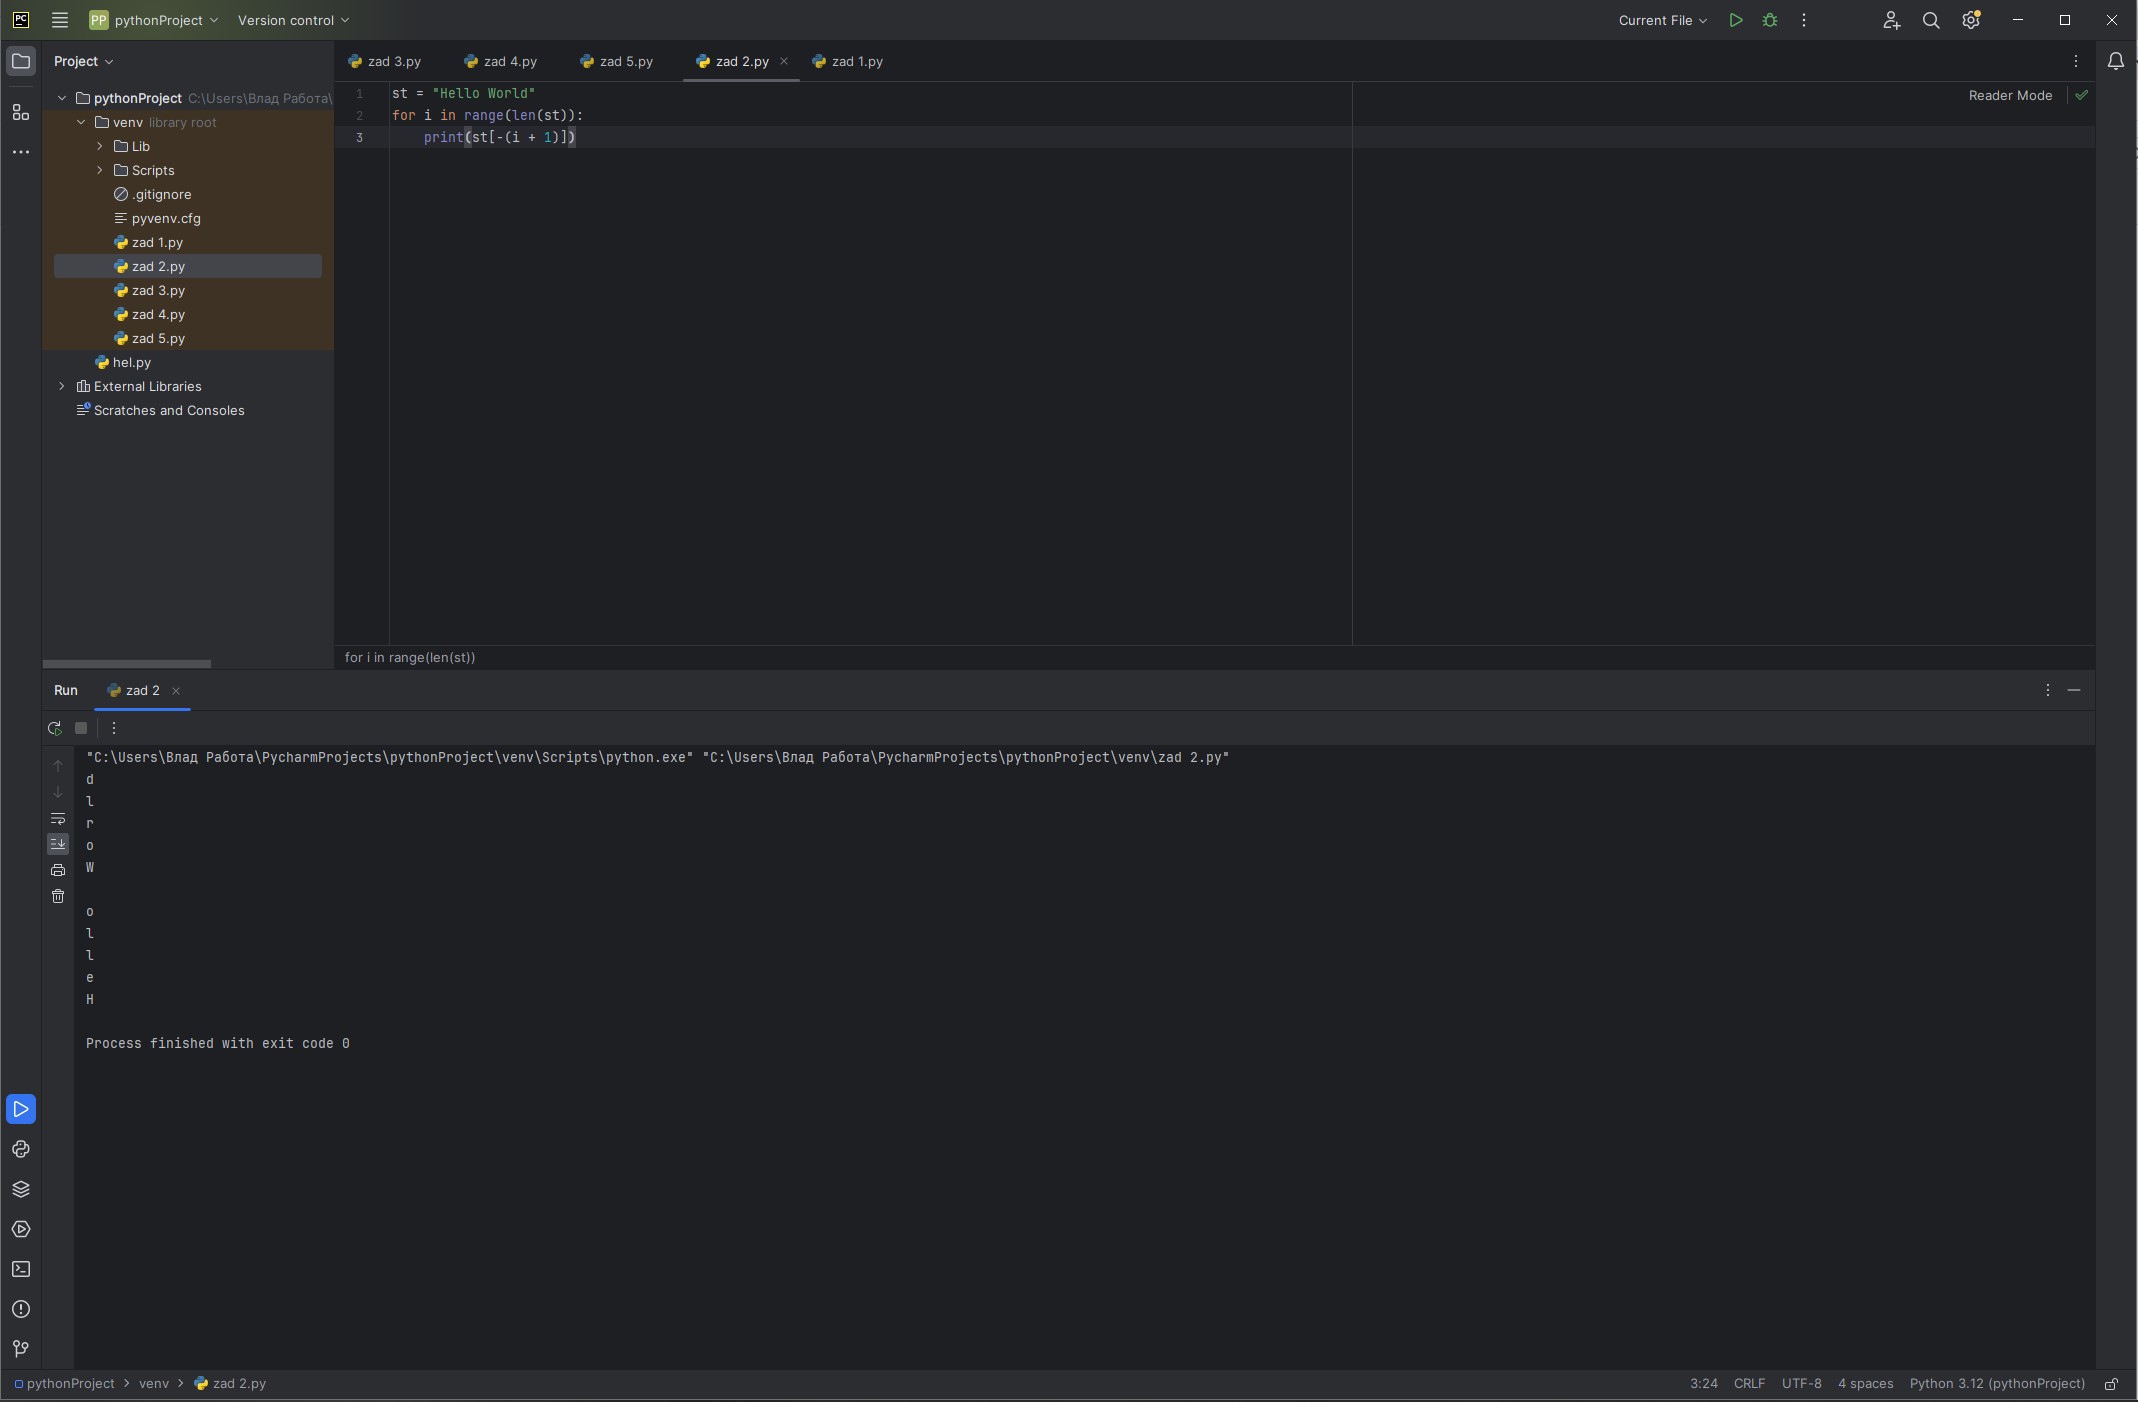 PC
PP pythonProject Version control Current File
Project
zad 3.py zad 4.py zad 5.py zad 2.py zad 1.py
pythonProject C:\Users\Влад Работа\
venv library root
Lib
Scripts
.gitignore
pyvenv.cfg
zad 1.py
zad 2.py
zad 3.py
zad 4.py
zad 5.py
hel.py
External Libraries
Scratches and Consoles
1 st = "Hello World"
2 for i in range(len(st)):
3     print(st[-(i + 1)])
Reader Mode
for i in range(len(st))
Run zad 2
"C:\Users\Влад Работа\PycharmProjects\pythonProject\venv\Scripts\python.exe" "C:\Users\Влад Работа\PycharmProjects\pythonProject\venv\zad 2.py"
d
l
r
o
W
o
l
l
e
H
Process finished with exit code 0
pythonProject venv zad 2.py 3:24 CRLF UTF-8 4 spaces Python 3.12 (pythonProject)